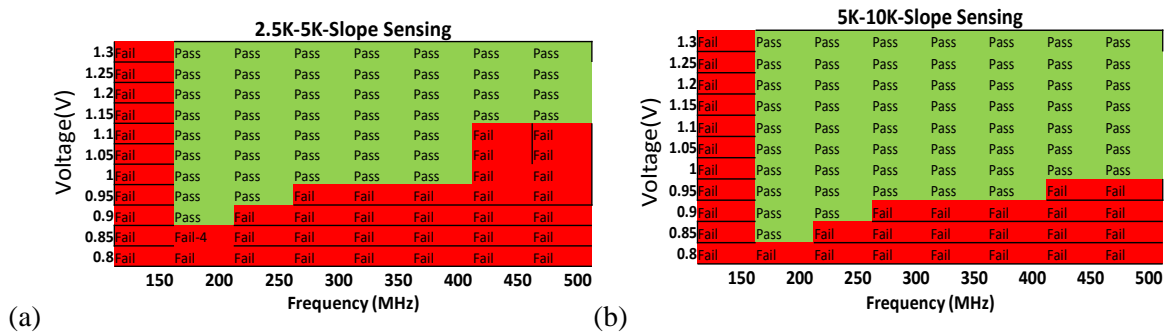 2.5K-5K-Slope Sensing
Voltage(V)
1.3 Fail Pass Pass Pass Pass Pass Pass Pass
1.25 Fail Pass Pass Pass Pass Pass Pass Pass
1.2 Fail Pass Pass Pass Pass Pass Pass Pass
1.15 Fail Pass Pass Pass Pass Pass Pass Pass
1.1 Fail Pass Pass Pass Pass Pass Fail Fail
1.05 Fail Pass Pass Pass Pass Pass Fail Fail
1 Fail Pass Pass Pass Pass Pass Fail Fail
0.95 Fail Pass Pass Fail Fail Fail Fail Fail
0.9 Fail Pass Fail Fail Fail Fail Fail Fail
0.85 Fail Fail-4 Fail Fail Fail Fail Fail Fail
0.8 Fail Fail Fail Fail Fail Fail Fail Fail
150 200 250 300 350 400 450 500
Frequency (MHz)
(a)
5K-10K-Slope Sensing
Voltage(V)
1.3 Fail Pass Pass Pass Pass Pass Pass Pass
1.25 Fail Pass Pass Pass Pass Pass Pass Pass
1.2 Fail Pass Pass Pass Pass Pass Pass Pass
1.15 Fail Pass Pass Pass Pass Pass Pass Pass
1.1 Fail Pass Pass Pass Pass Pass Pass Pass
1.05 Fail Pass Pass Pass Pass Pass Pass Pass
1 Fail Pass Pass Pass Pass Pass Pass Pass
0.95 Fail Pass Pass Pass Pass Pass Fail Fail
0.9 Fail Pass Pass Fail Fail Fail Fail Fail
0.85 Fail Pass Fail Fail Fail Fail Fail Fail
0.8 Fail Fail Fail Fail Fail Fail Fail Fail
150 200 250 300 350 400 450 500
Frequency (MHz)
(b)